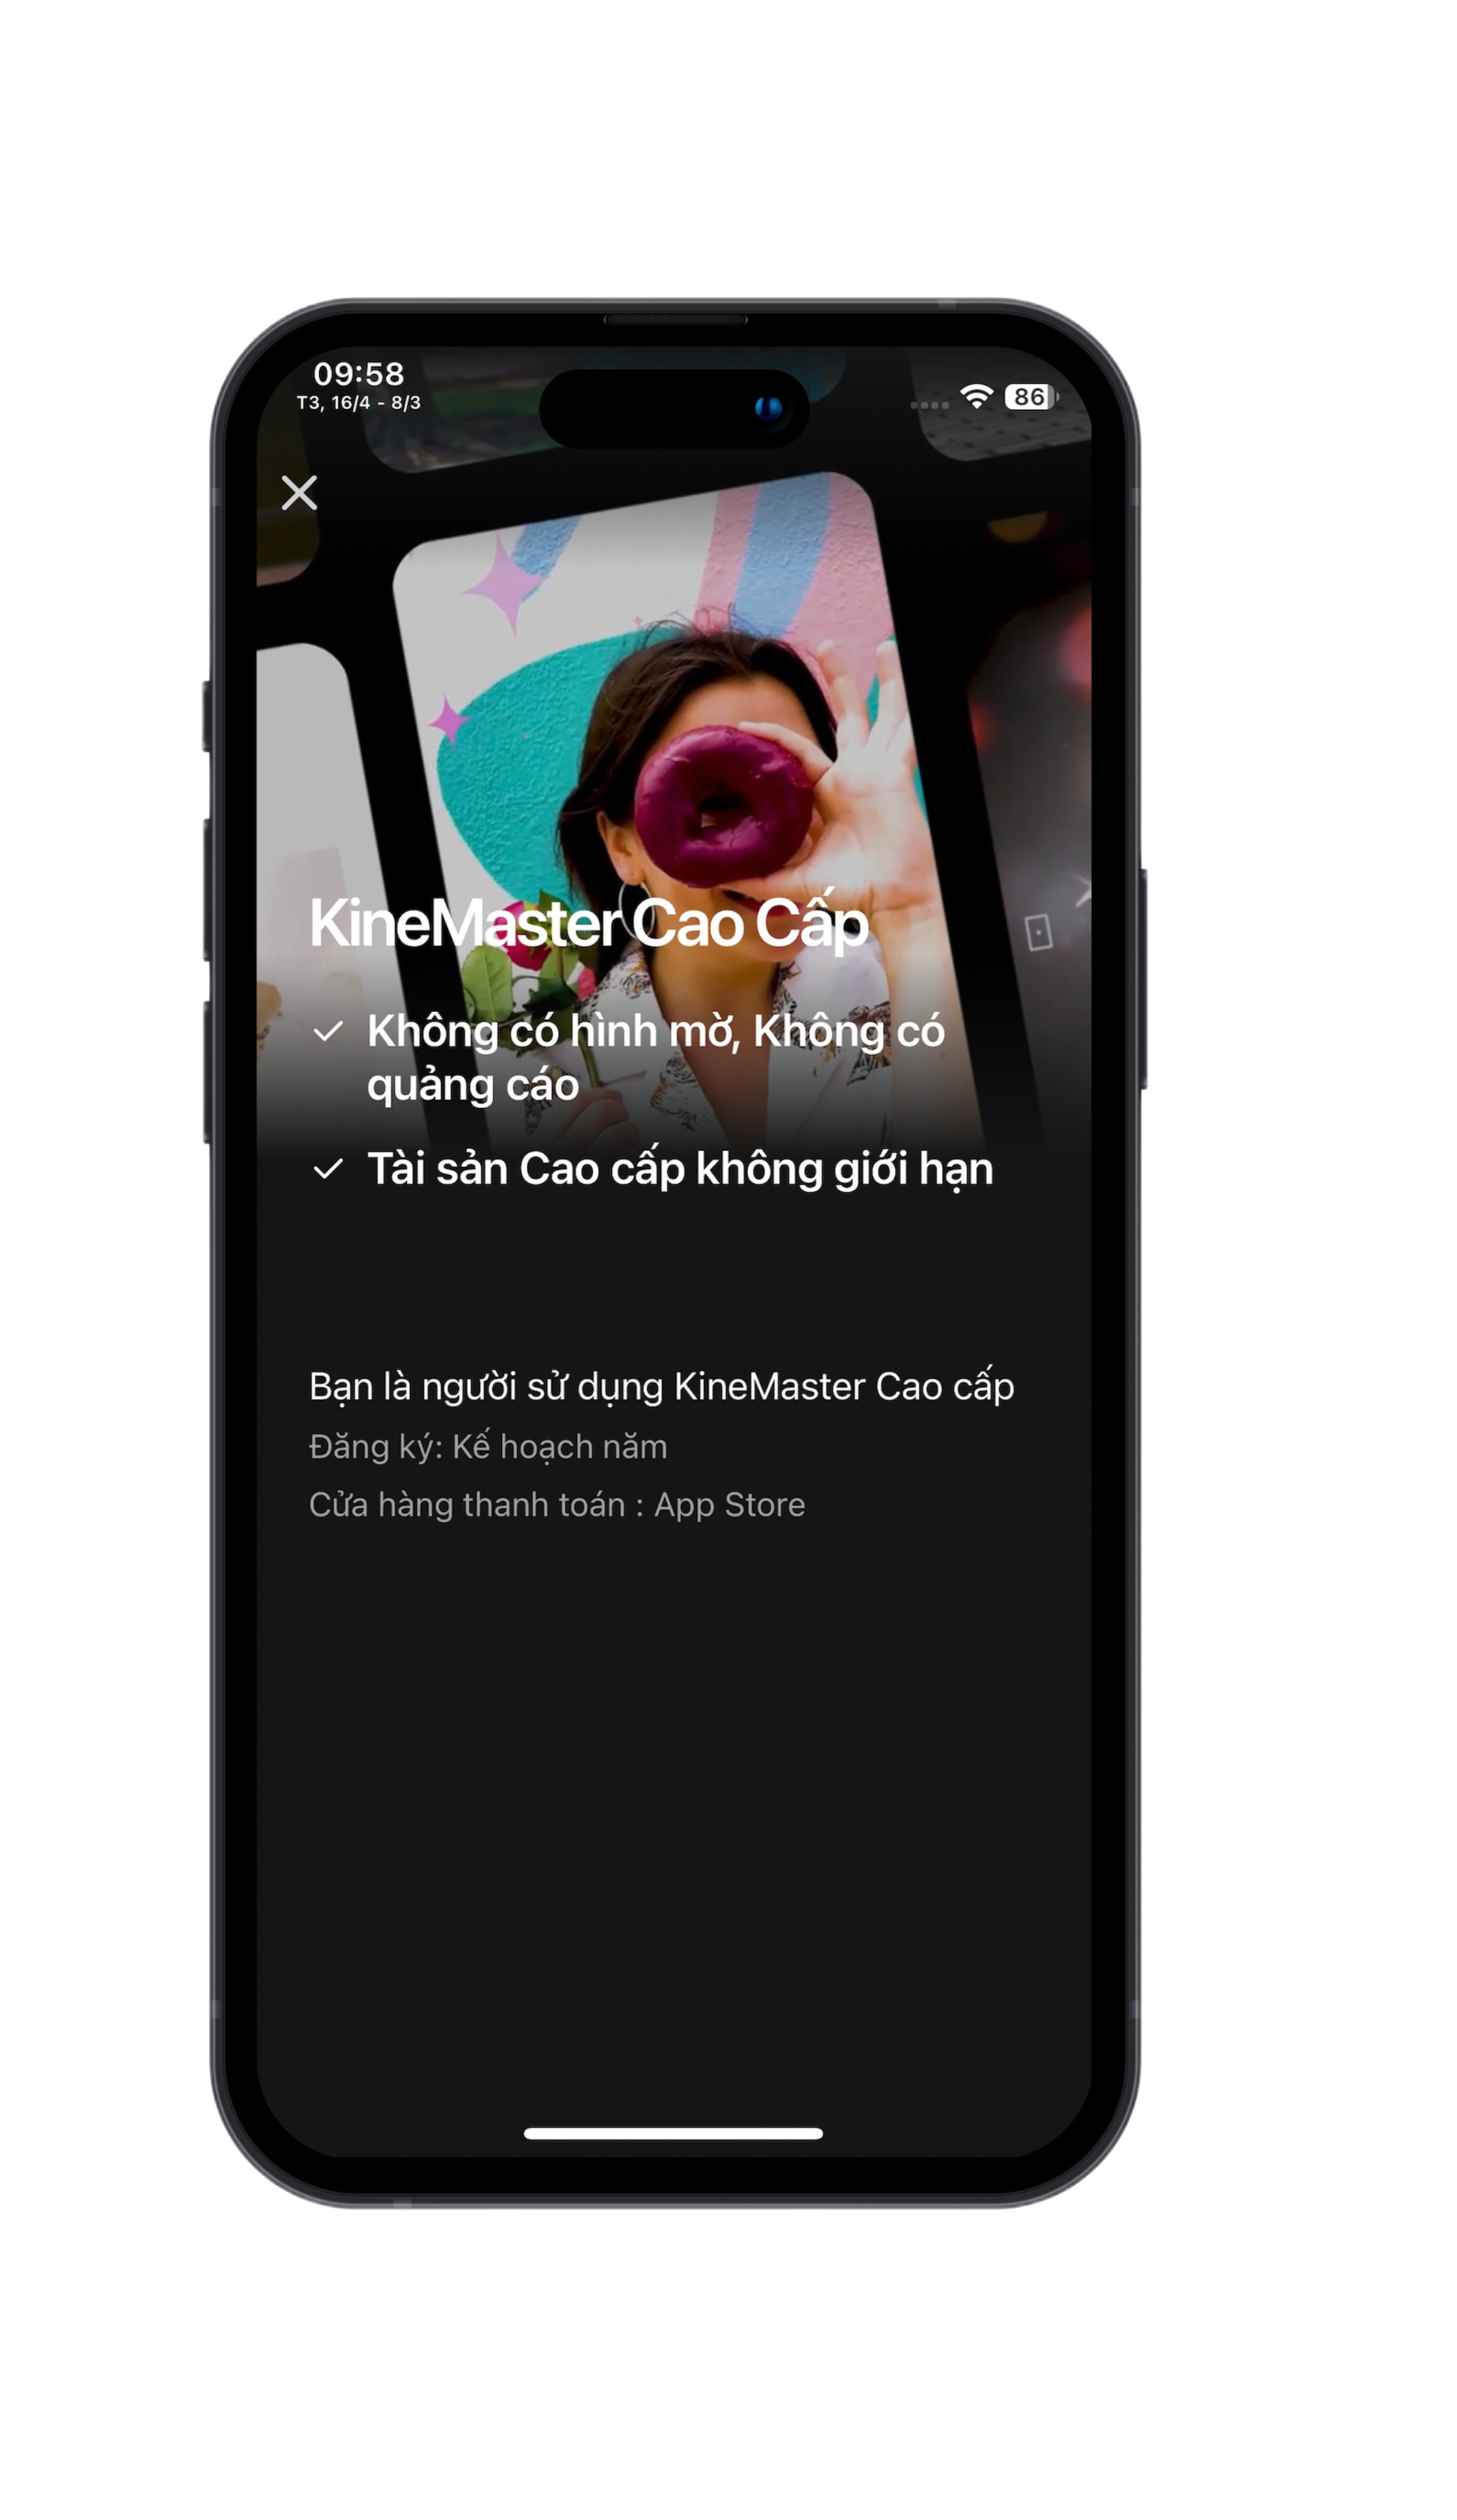 09:58
T3, 16/4 - 8/3
86
KineMaster Cao Cấp
Không có hình mờ, Không có
quảng cáo
Tài sản Cao cấp không giới hạn
Bạn là người sử dụng KineMaster Cao cấp
Đăng ký: Kế hoạch năm
Cửa hàng thanh toán : App Store